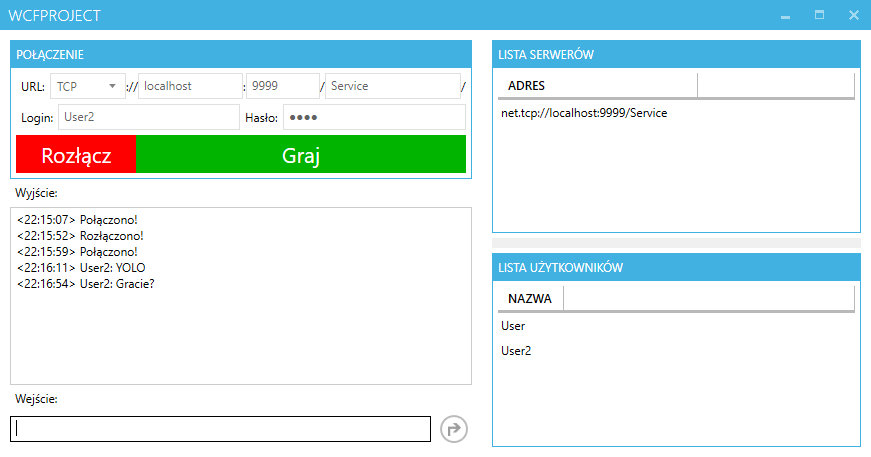 WCFPROJECT
POŁĄCZENIE
URL: TCP :// localhost : 9999 / Service /
Login: User2 Hasło: ●●●●
Rozłącz Graj
Wyjście:
<22:15:07> Połączono!
<22:15:52> Rozłączono!
<22:15:59> Połączono!
<22:16:11> User2: YOLO
<22:16:54> User2: Gracie?
Wejście:
LISTA SERWERÓW
ADRES
net.tcp://localhost:9999/Service
LISTA UŻYTKOWNIKÓW
NAZWA
User
User2